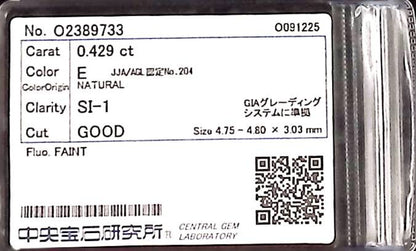 No. O2389733 O091225
Carat 0.429 ct
Color E JJA/AGL認定No.204
ColorOrigin NATURAL
Clarity SI-1 GIAグレーディング
システムに準拠
Cut GOOD Size 4.75 - 4.80 × 3.03 mm
Fluo. FAINT
中央宝石研究所® CENTRAL GEM
LABORATORY